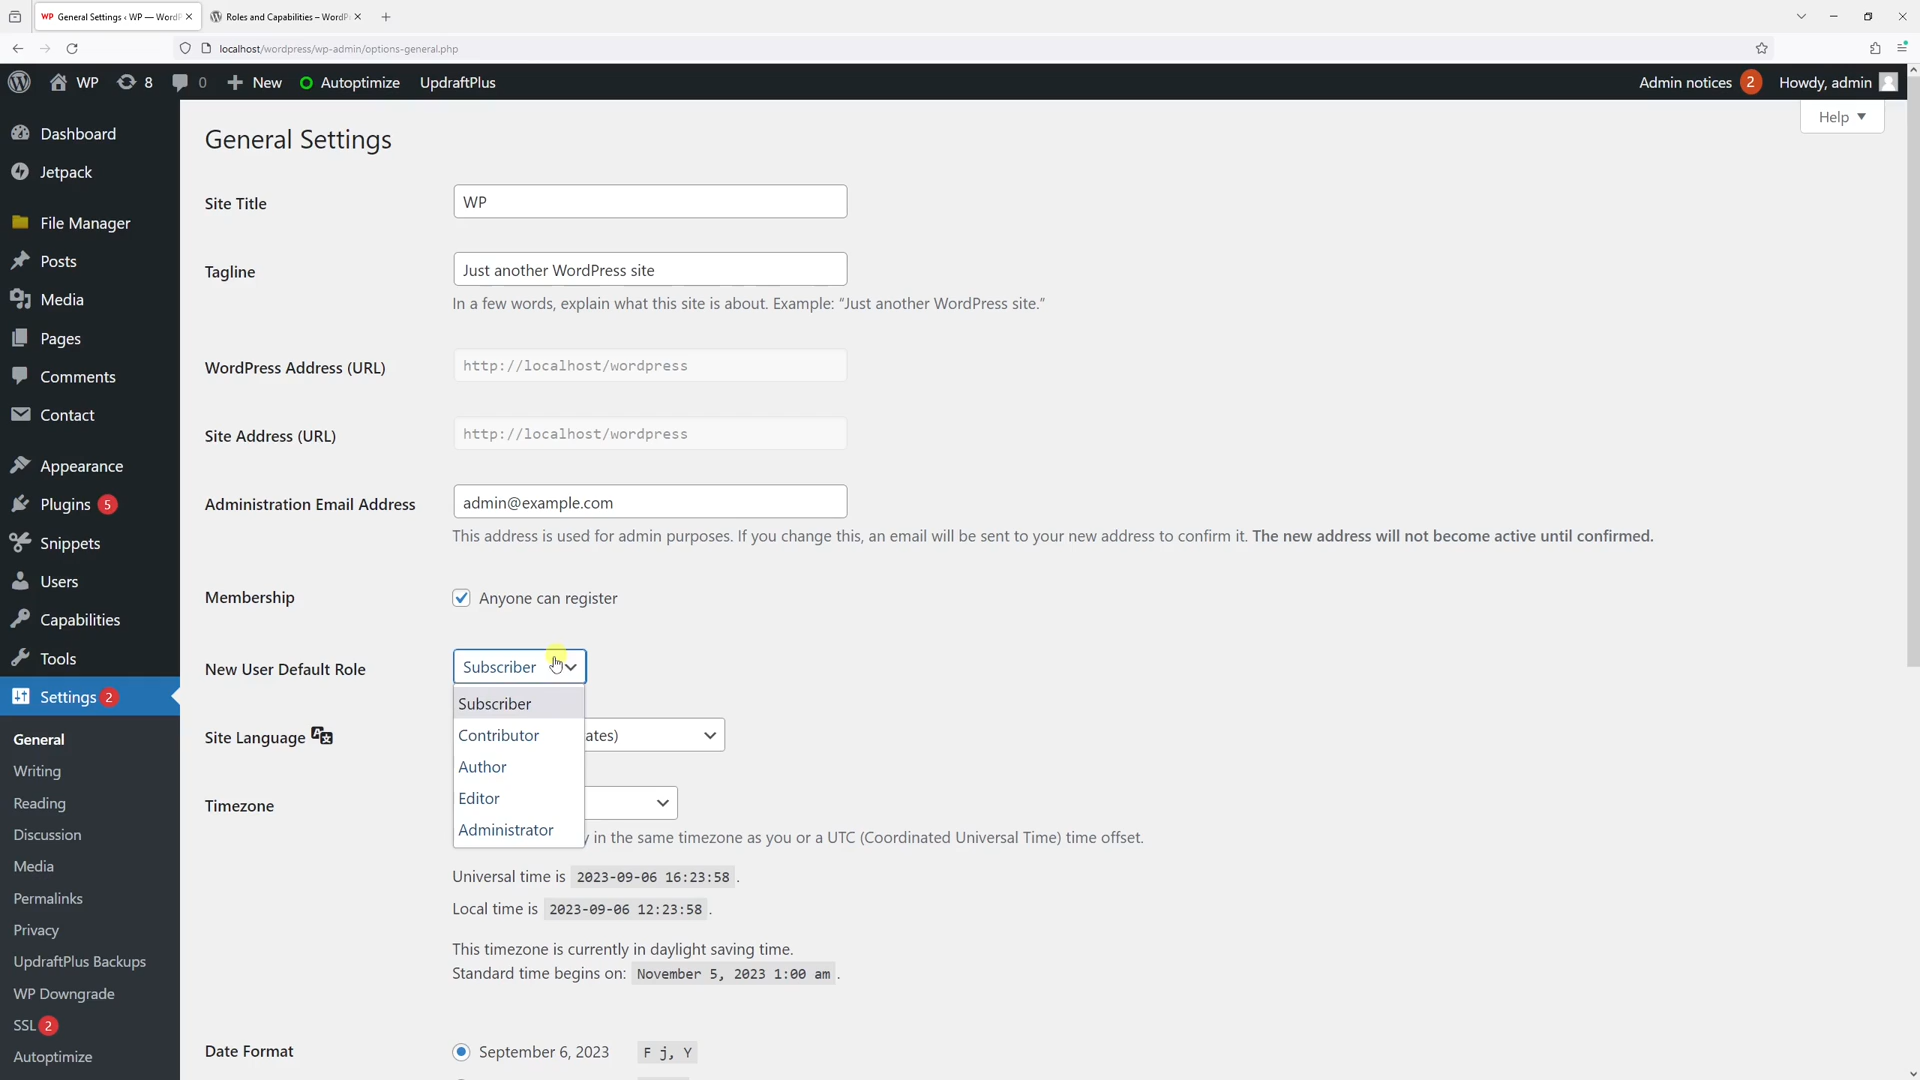 WP General Settings ‹ WP — WordP
Roles and Capabilities – WordP
localhost/wordpress/wp-admin/options-general.php
WP
8
0
New
Autoptimize
UpdraftPlus
Admin notices 2
Howdy, admin
Help
Dashboard
Jetpack
File Manager
Posts
Media
Pages
Comments
Contact
Appearance
Plugins 5
Snippets
Users
Capabilities
Tools
Settings 2
General
Writing
Reading
Discussion
Media
Permalinks
Privacy
UpdraftPlus Backups
WP Downgrade
SSL 2
Autoptimize
General Settings
Site Title
WP
Tagline
Just another WordPress site
In a few words, explain what this site is about. Example: “Just another WordPress site.”
WordPress Address (URL)
http://localhost/wordpress
Site Address (URL)
http://localhost/wordpress
Administration Email Address
admin@example.com
This address is used for admin purposes. If you change this, an email will be sent to your new address to confirm it. The new address will not become active until confirmed.
Membership
Anyone can register
New User Default Role
Subscriber
Subscriber
Contributor
Author
Editor
Administrator
Site Language
ates)
Timezone
in the same timezone as you or a UTC (Coordinated Universal Time) time offset.
Universal time is 2023-09-06 16:23:58 .
Local time is 2023-09-06 12:23:58 .
This timezone is currently in daylight saving time.
Standard time begins on: November 5, 2023 1:00 am .
Date Format
September 6, 2023
F j, Y